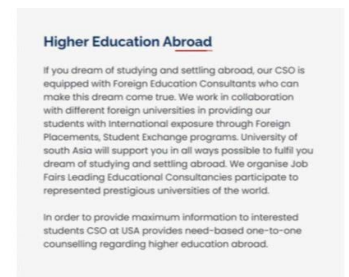 Higher Education Abroad
If you dream of studying and settling abroad, our CSO is
equipped with Foreign Education Consultants who can
make this dream come true. We work in collaboration
with different foreign universities in providing our
students with International exposure through Foreign
Placements, Student Exchange programs. University of
south Asia will support you in all ways possible to fulfil you
dream of studying and settling abroad. We organise Job
Fairs Leading Educational Consultancies participate to
represented prestigious universities of the world.
In order to provide maximum information to interested
students CSO at USA provides need-based one-to-one
counselling regarding higher education abroad.